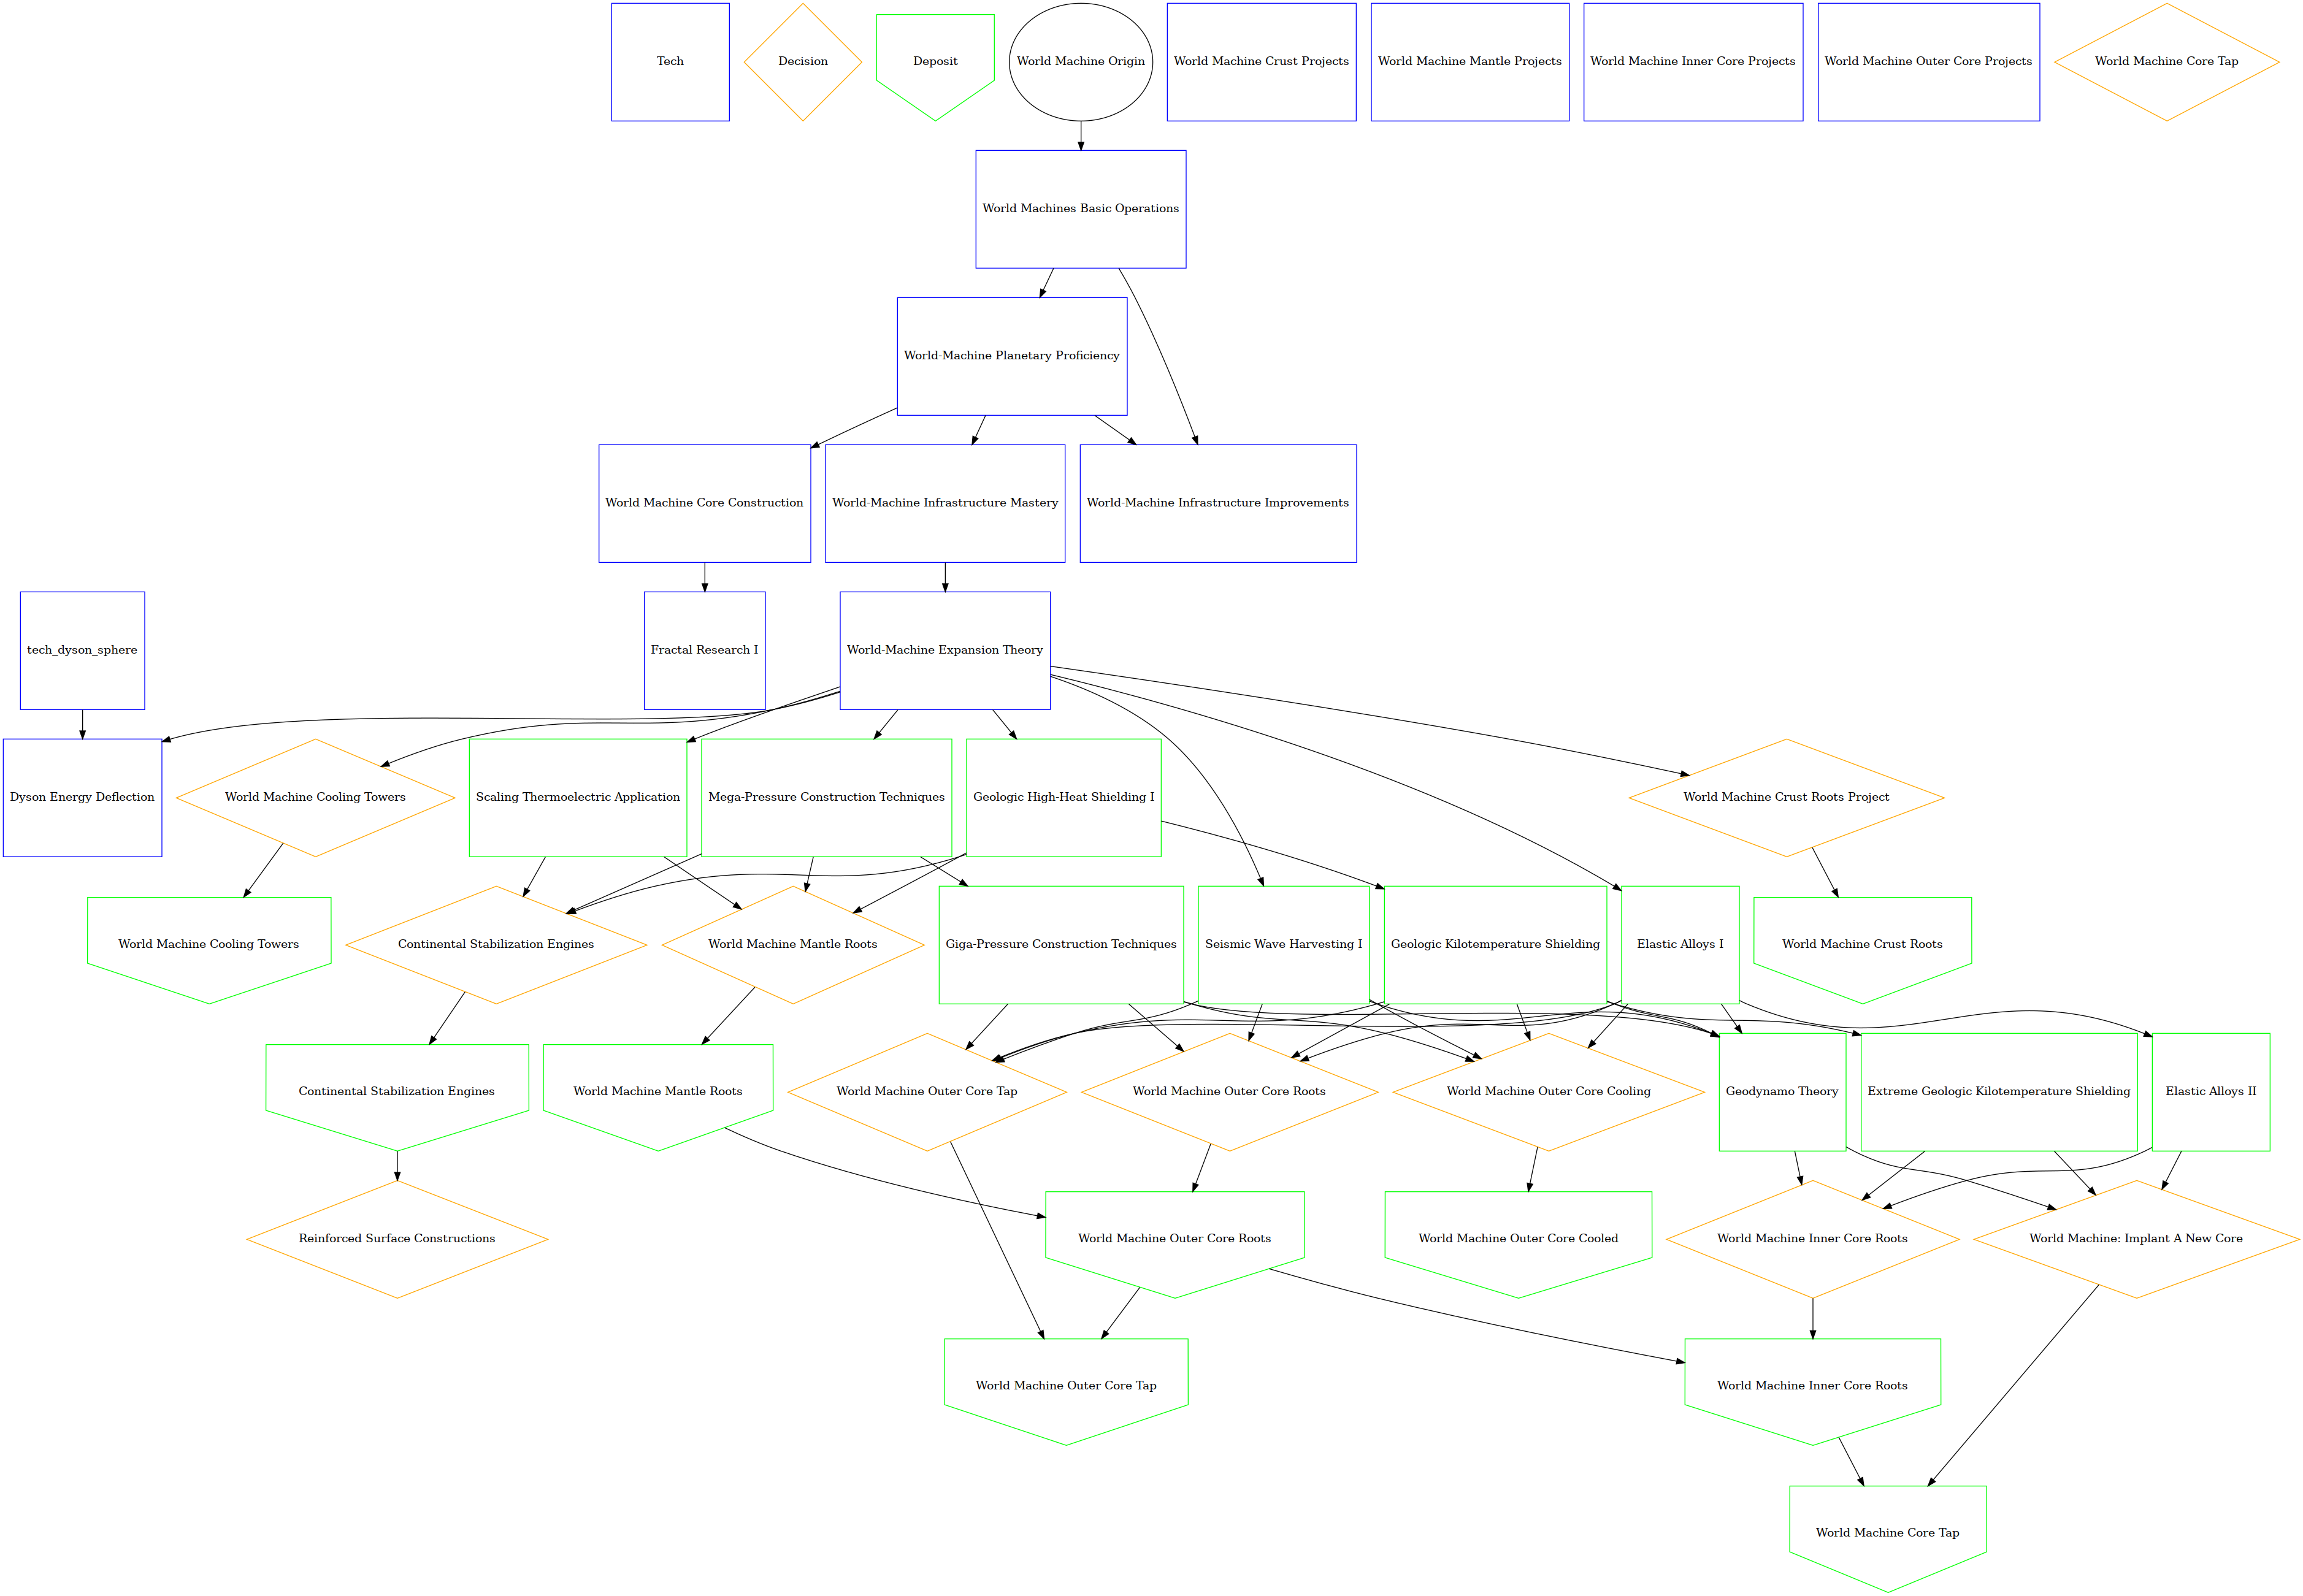 Tech
Decision
Deposit
World Machine Origin
World Machine Crust Projects
World Machine Mantle Projects
World Machine Inner Core Projects
World Machine Outer Core Projects
World Machine Core Tap
World Machines Basic Operations
World-Machine Planetary Proficiency
World Machine Core Construction
World-Machine Infrastructure Mastery
World-Machine Infrastructure Improvements
tech_dyson_sphere
Fractal Research I
World-Machine Expansion Theory
Dyson Energy Deflection
World Machine Cooling Towers
Scaling Thermoelectric Application
Mega-Pressure Construction Techniques
Geologic High-Heat Shielding I
World Machine Crust Roots Project
World Machine Cooling Towers
Continental Stabilization Engines
World Machine Mantle Roots
Giga-Pressure Construction Techniques
Seismic Wave Harvesting I
Geologic Kilotemperature Shielding
Elastic Alloys I
World Machine Crust Roots
Continental Stabilization Engines
World Machine Mantle Roots
World Machine Outer Core Tap
World Machine Outer Core Roots
World Machine Outer Core Cooling
Geodynamo Theory
Extreme Geologic Kilotemperature Shielding
Elastic Alloys II
Reinforced Surface Constructions
World Machine Outer Core Roots
World Machine Outer Core Cooled
World Machine Inner Core Roots
World Machine: Implant A New Core
World Machine Outer Core Tap
World Machine Inner Core Roots
World Machine Core Tap